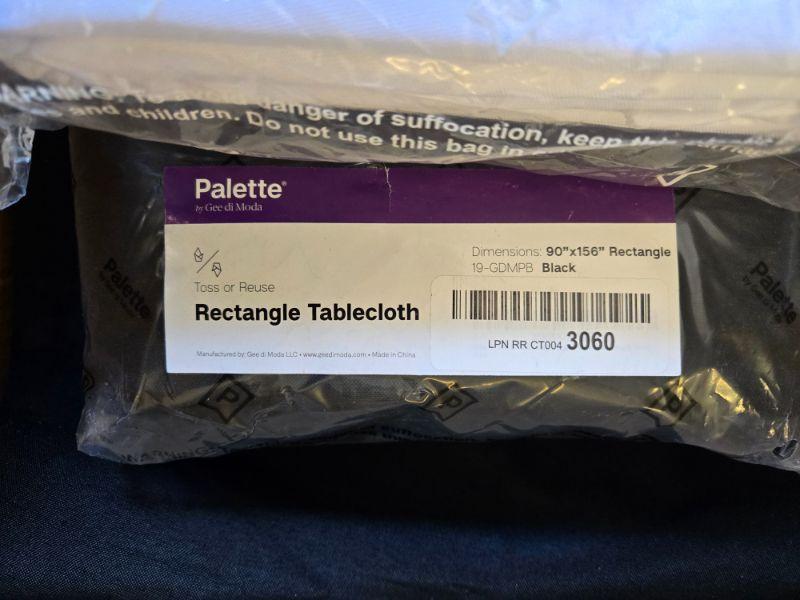 WARNING: To avoid danger of suffocation, keep this
and children. Do not use this bag in
Palette®
by Gee di Moda
Toss or Reuse
Rectangle Tablecloth
Manufactured by: Gee di Moda LLC • www.geedimoda.com • Made in China
Dimensions: 90"x156" Rectangle
19-GDMPB Black
LPN RR CT004 3060
Palette
Palette
P
P
P
WARNING